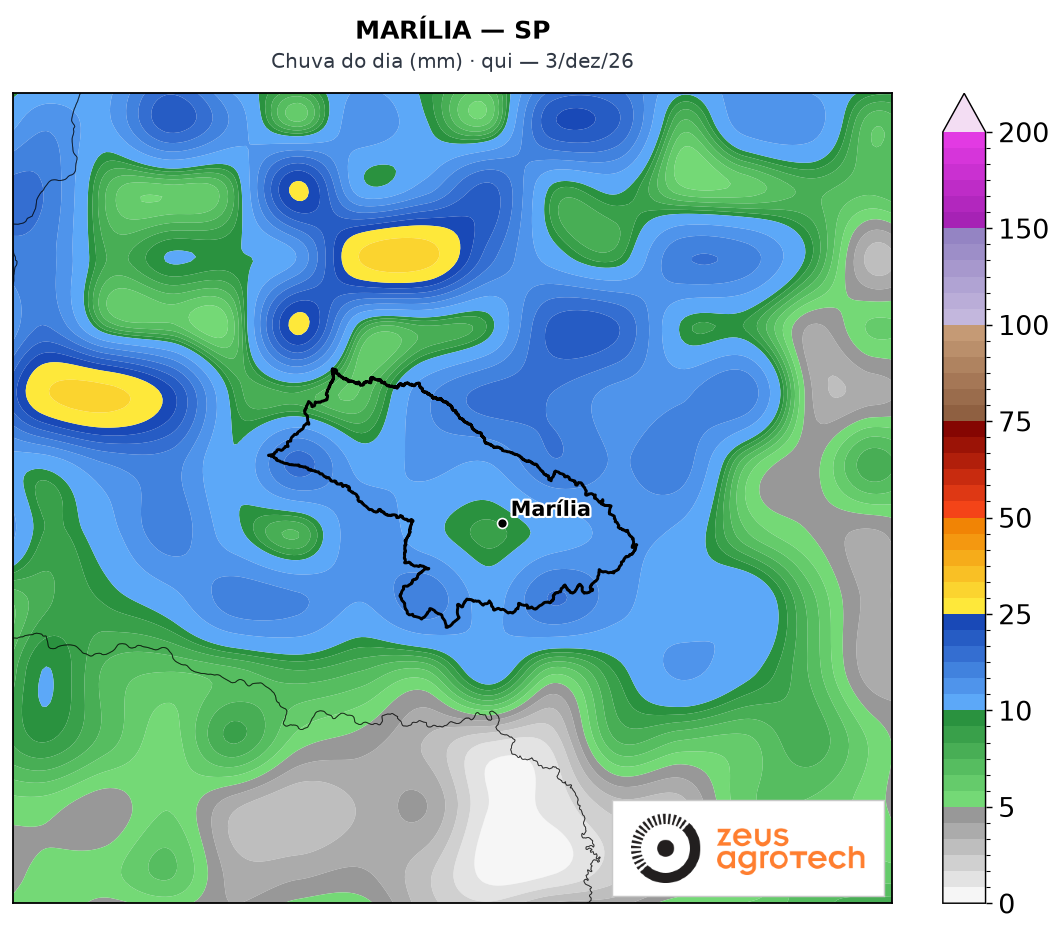 MARÍLIA — SP
Chuva do dia (mm) · qui — 3/dez/26
200
150
100
75
50
25
10
5
0
Marília
zeus
agrotech